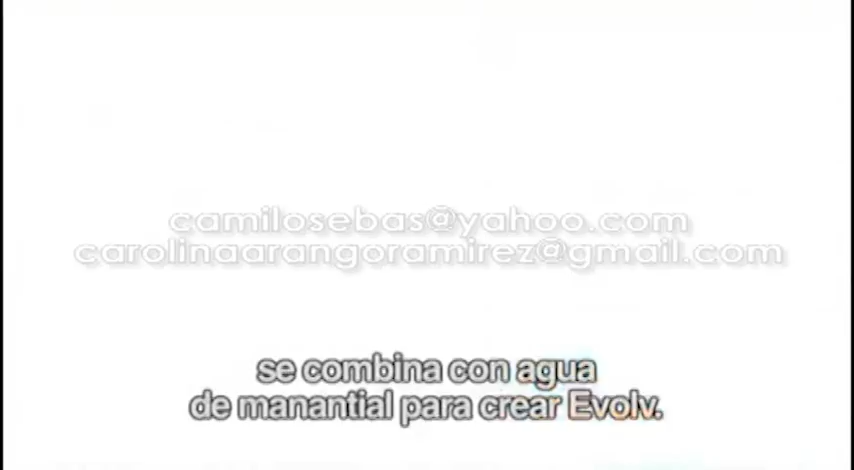 camilosebas@yahoo.com
carolinaarangoramirez@gmail.com
se combina con agua
de manantial para crear Evolv.